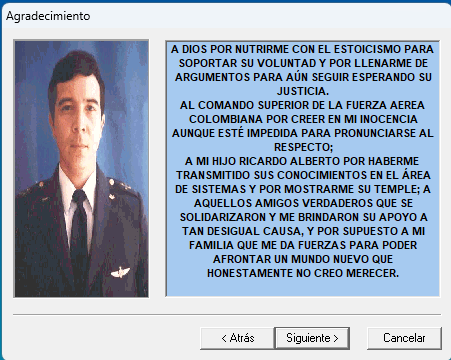 Agradecimiento
A DIOS POR NUTRIRME CON EL ESTOICISMO PARA
SOPORTAR SU VOLUNTAD Y POR LLENARME DE
ARGUMENTOS PARA AÚN SEGUIR ESPERANDO SU
JUSTICIA.
AL COMANDO SUPERIOR DE LA FUERZA AEREA
COLOMBIANA POR CREER EN MI INOCENCIA
AUNQUE ESTÉ IMPEDIDA PARA PRONUNCIARSE AL
RESPECTO;
A MI HIJO RICARDO ALBERTO POR HABERME
TRANSMITIDO SUS CONOCIMIENTOS EN EL ÁREA
DE SISTEMAS Y POR MOSTRARME SU TEMPLE; A
AQUELLOS AMIGOS VERDADEROS QUE SE
SOLIDARIZARON Y ME BRINDARON SU APOYO A
TAN DESIGUAL CAUSA, Y POR SUPUESTO A MI
FAMILIA QUE ME DA FUERZAS PARA PODER
AFRONTAR UN MUNDO NUEVO QUE
HONESTAMENTE NO CREO MERECER.
< Atrás
Siguiente >
Cancelar